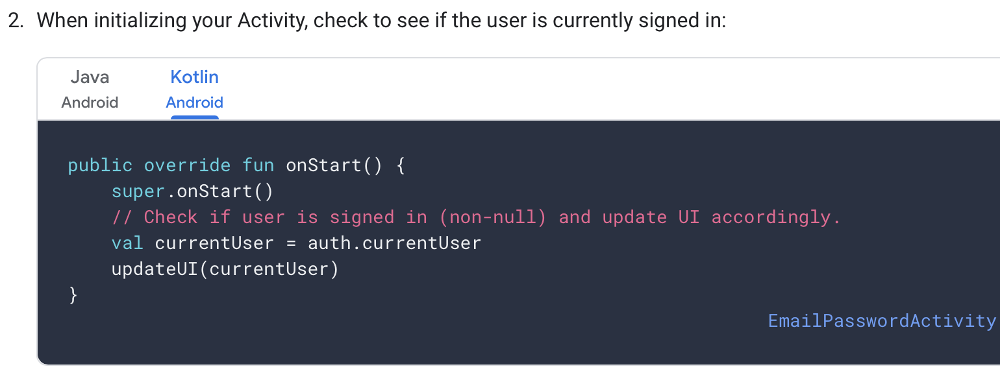 2. When initializing your Activity, check to see if the user is currently signed in:
Java Kotlin
Android Android
public override fun onStart() {
    super.onStart()
    // Check if user is signed in (non-null) and update UI accordingly.
    val currentUser = auth.currentUser
    updateUI(currentUser)
}
EmailPasswordActivity